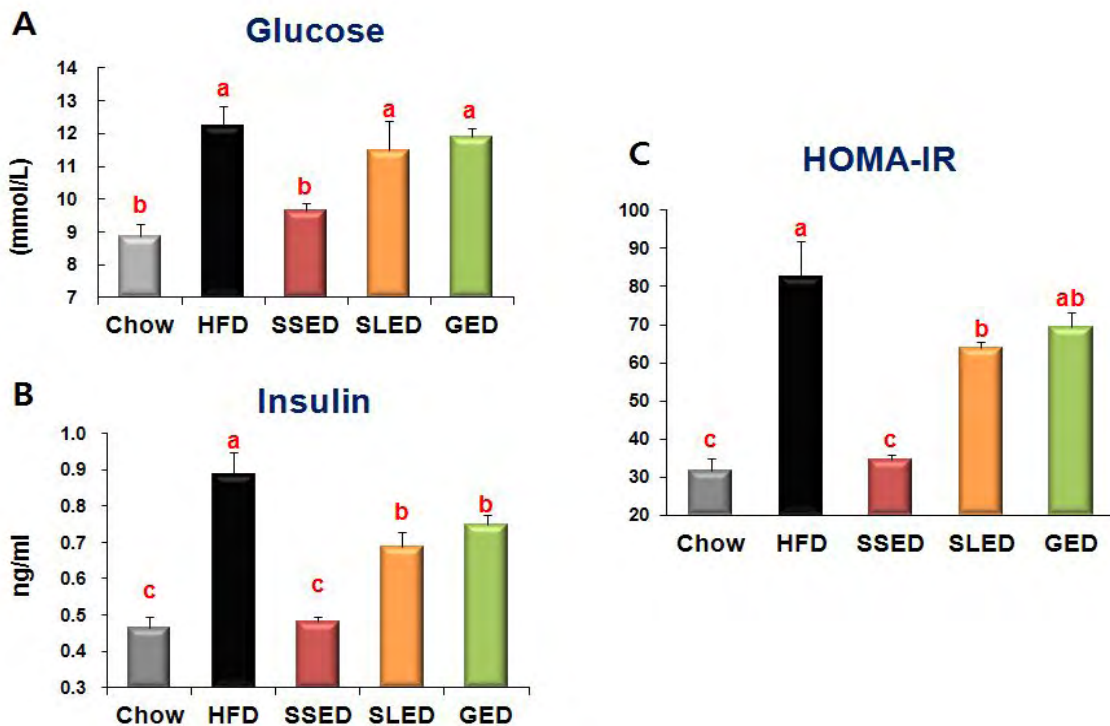 A
Glucose
14
13
12
11
10
9
8
7
(mmol/L)
b
a
b
a
a
Chow HFD SSED SLED GED
B
Insulin
1.0
0.9
0.8
0.7
0.6
0.5
0.4
0.3
ng/ml
c
a
c
b
b
Chow HFD SSED SLED GED
C
HOMA-IR
100
90
80
70
60
50
40
30
20
c
a
c
b
ab
Chow HFD SSED SLED GED